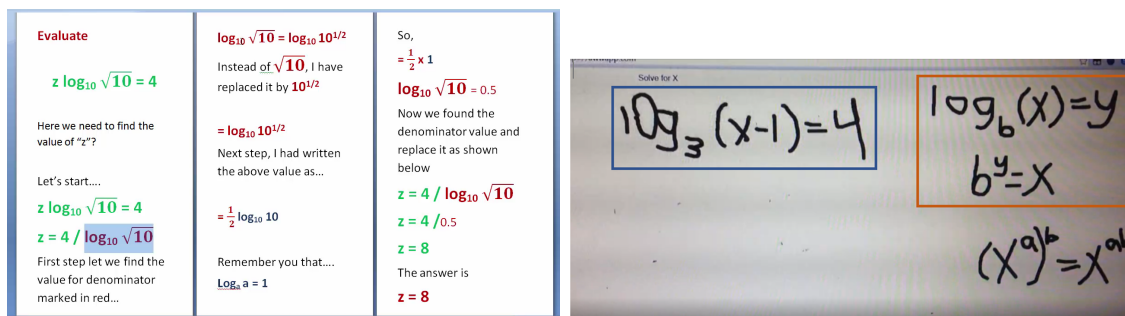 Evaluate
z log₁₀ √10 = 4
Here we need to find the
value of “z”?
Let’s start....
z log₁₀ √10 = 4
z = 4 / log₁₀ √10
First step let we find the
value for denominator
marked in red...
log₁₀ √10 = log₁₀ 10^1/2
Instead of √10, I have
replaced it by 10^1/2
= log₁₀ 10^1/2
Next step, I had written
the above value as...
= 1/2 log₁₀ 10
Remember you that....
Logₐ a = 1
So,
= 1/2 x 1
log₁₀ √10 = 0.5
Now we found the
denominator value and
replace it as shown
below
z = 4 / log₁₀ √10
z = 4 /0.5
z = 8
The answer is
z = 8
Solve for X
log₃ (x-1)=4
log_b (x)=y
b^y=x
(x^a)^b=x^ab